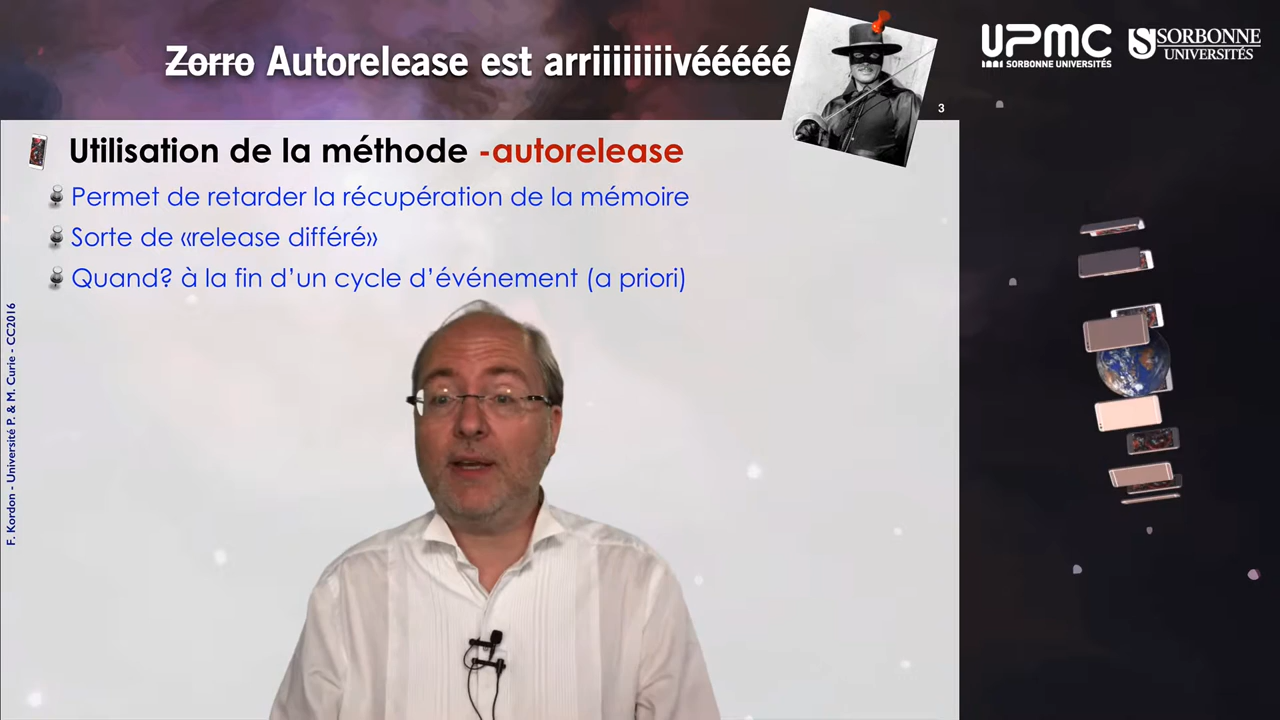 Zorro Autorelease est arriiiiiiivééééé
UPMC
SORBONNE UNIVERSITÉS
S SORBONNE
UNIVERSITÉS
3
Utilisation de la méthode -autorelease
Permet de retarder la récupération de la mémoire
Sorte de «release différé»
Quand? à la fin d’un cycle d’événement (a priori)
F. Kordon - Université P. & M. Curie - CC2016